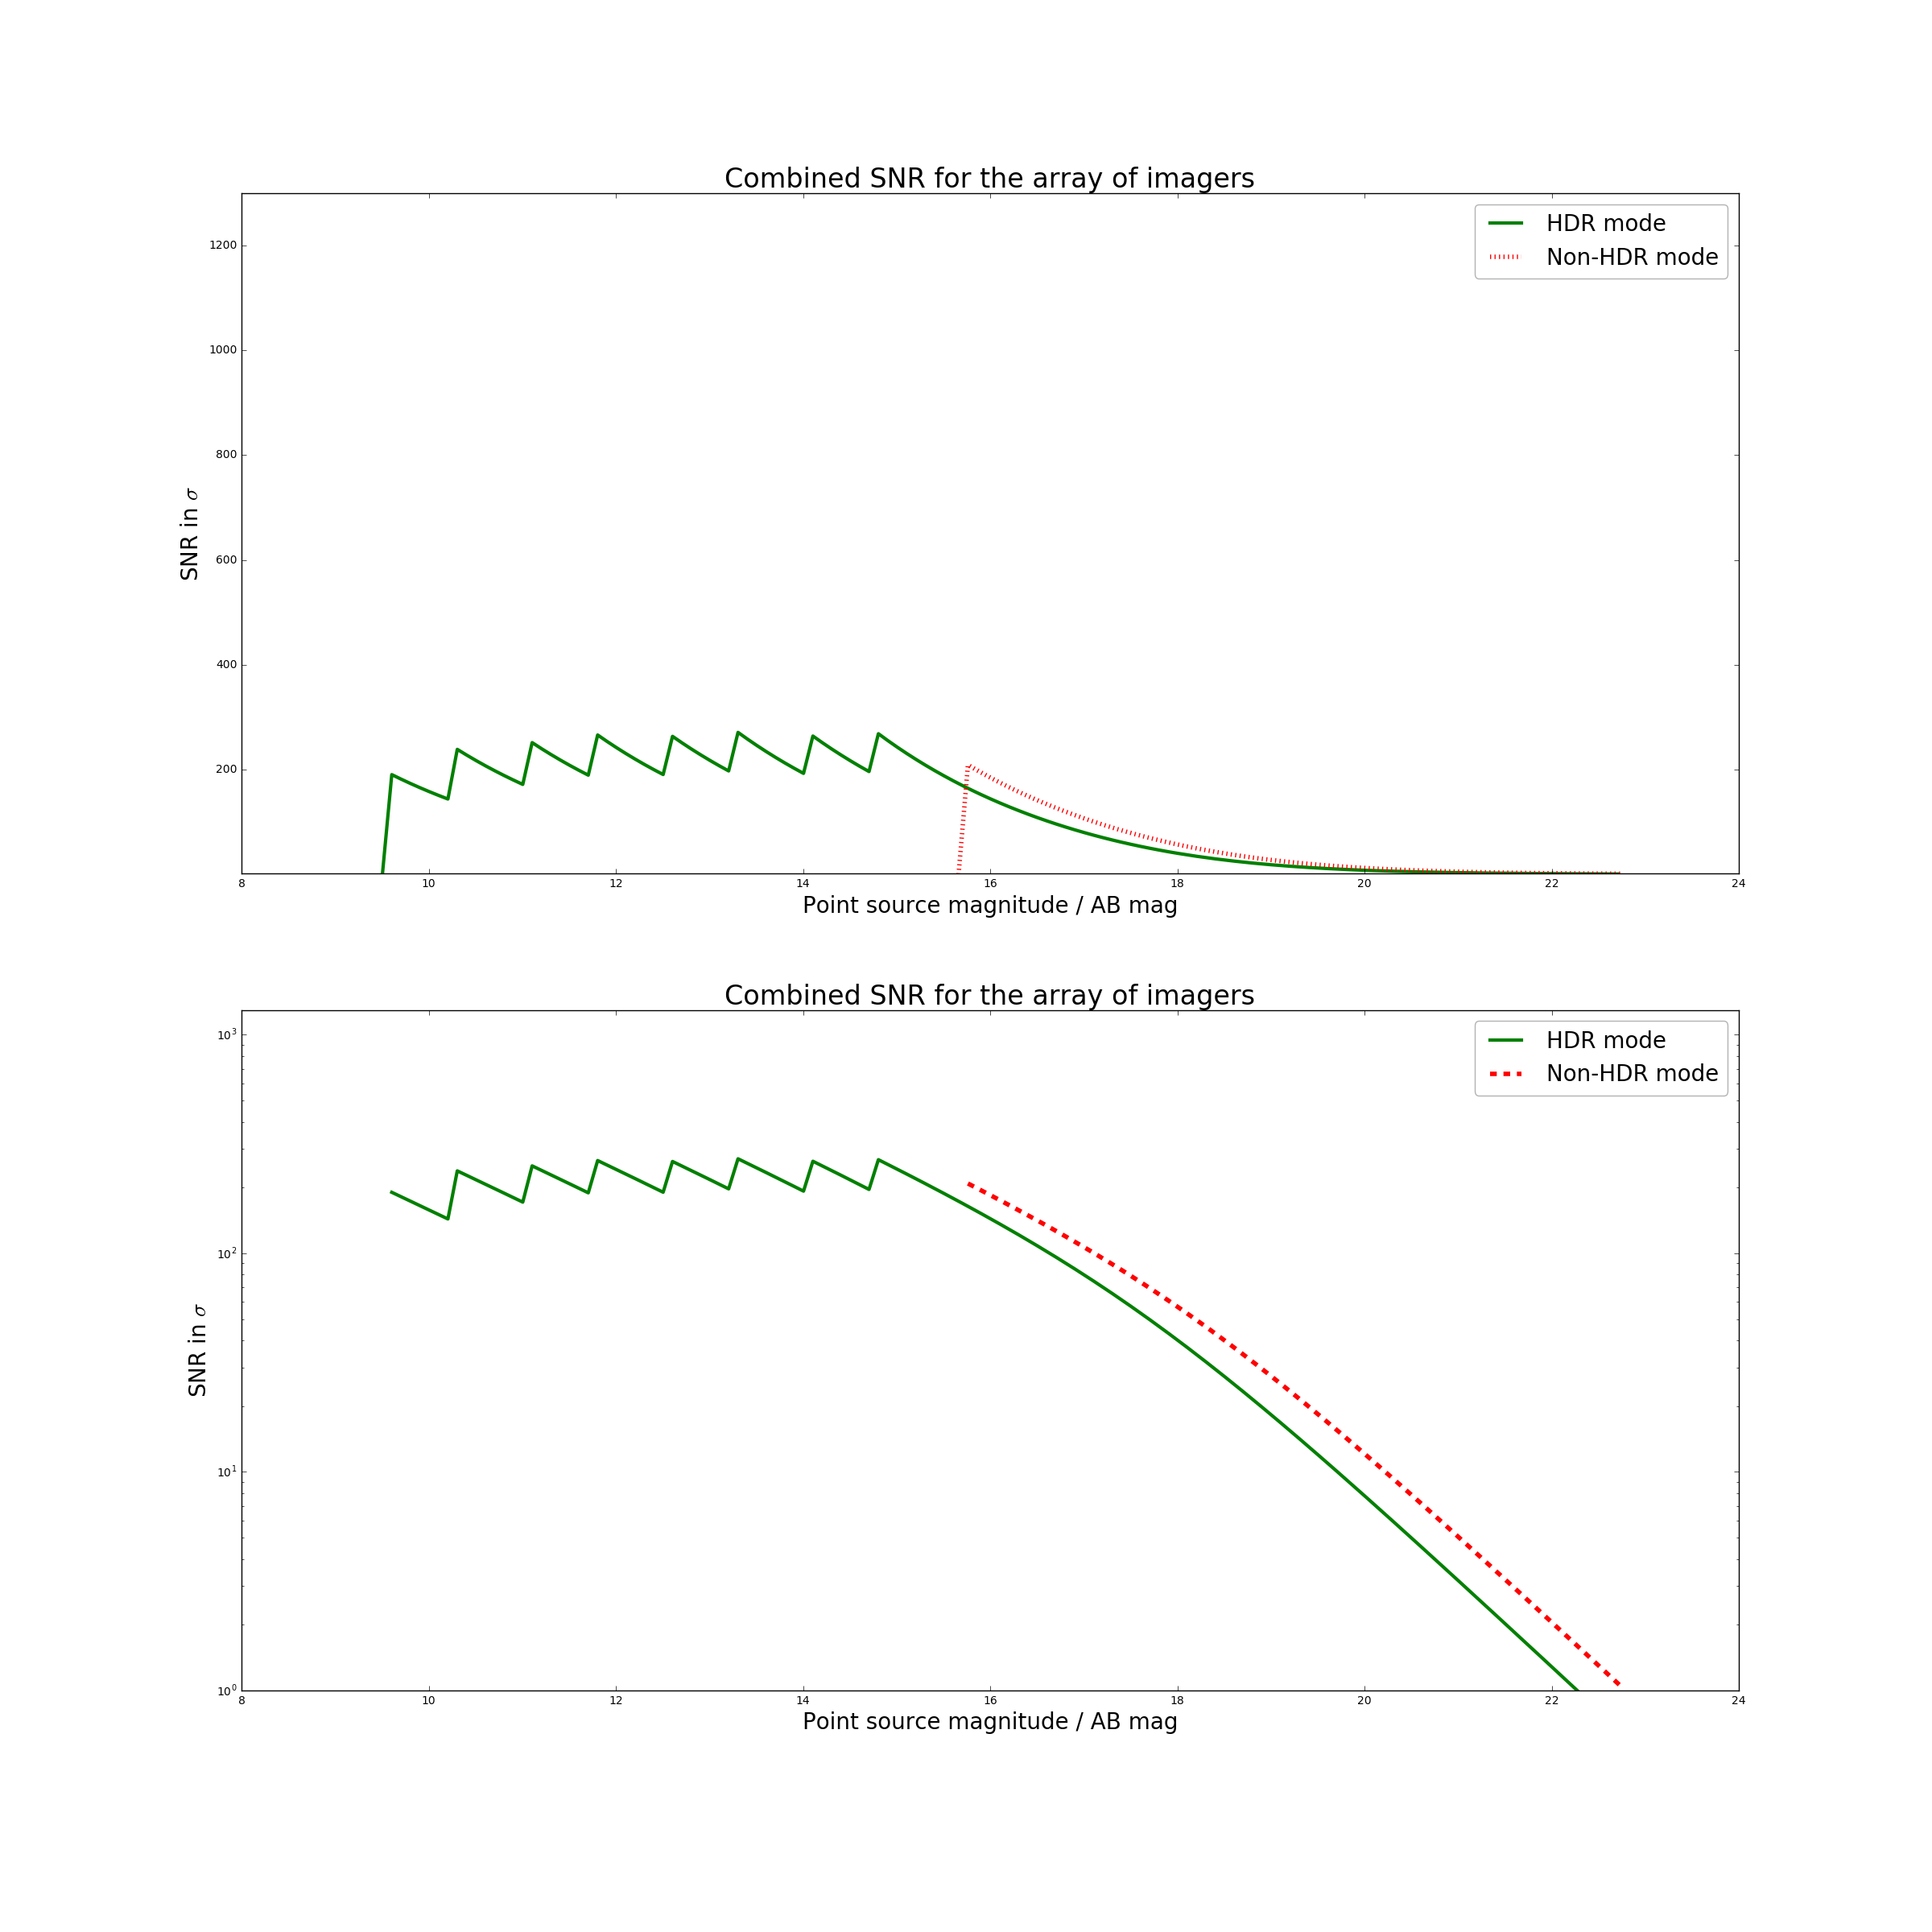 Combined SNR for the array of imagers
HDR mode
Non-HDR mode
1200
1000
800
600
400
200
SNR in σ
8 10 12 14 16 18 20 22 24
Point source magnitude / AB mag
Combined SNR for the array of imagers
HDR mode
Non-HDR mode
10³
10²
10¹
10⁰
SNR in σ
8 10 12 14 16 18 20 22 24
Point source magnitude / AB mag